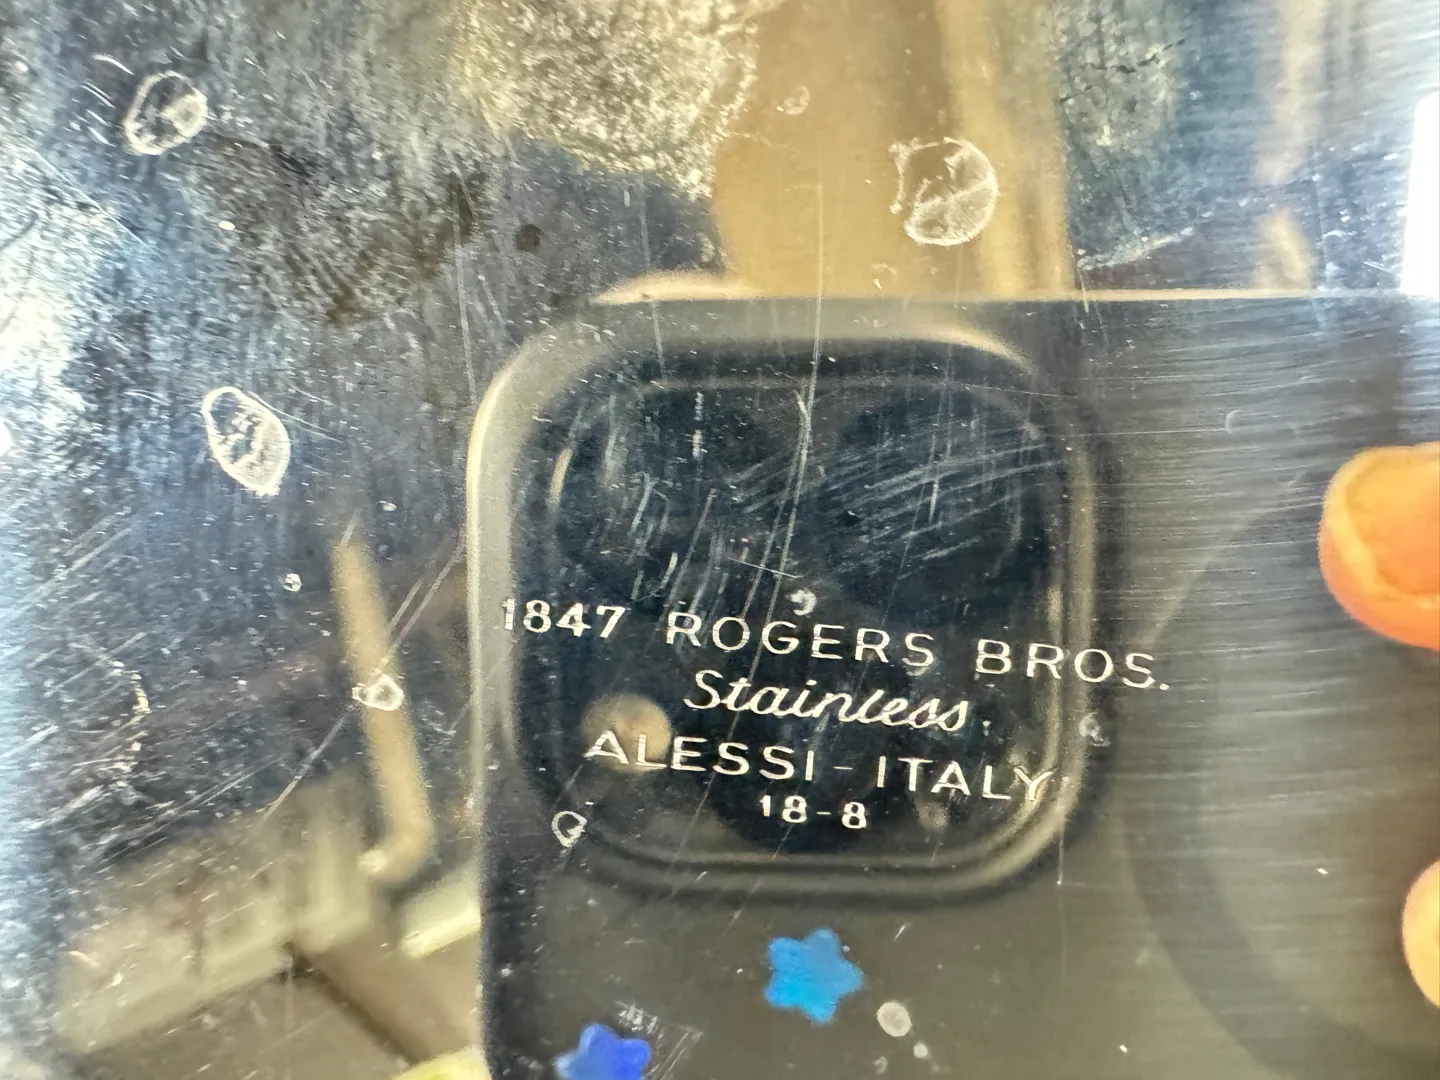 1847 ROGERS BROS.
Stainless
ALESSI - ITALY
18-8